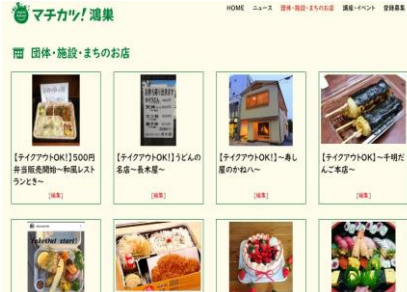 マチカツ! 鴻巣
HOME ニュース 団体・施設・まちのお店 講座・イベント 登録募集
団体・施設・まちのお店
【テイクアウトOK!】500円
弁当販売開始~和風レスト
ランとき~
[編集]
【テイクアウトOK!】うどんの
名店~長木屋~
[編集]
【テイクアウトOK!】~寿し
屋のかねハ~
[編集]
【テイクアウトOK】~千明だ
んご本店~
[編集]
TakeOut start!